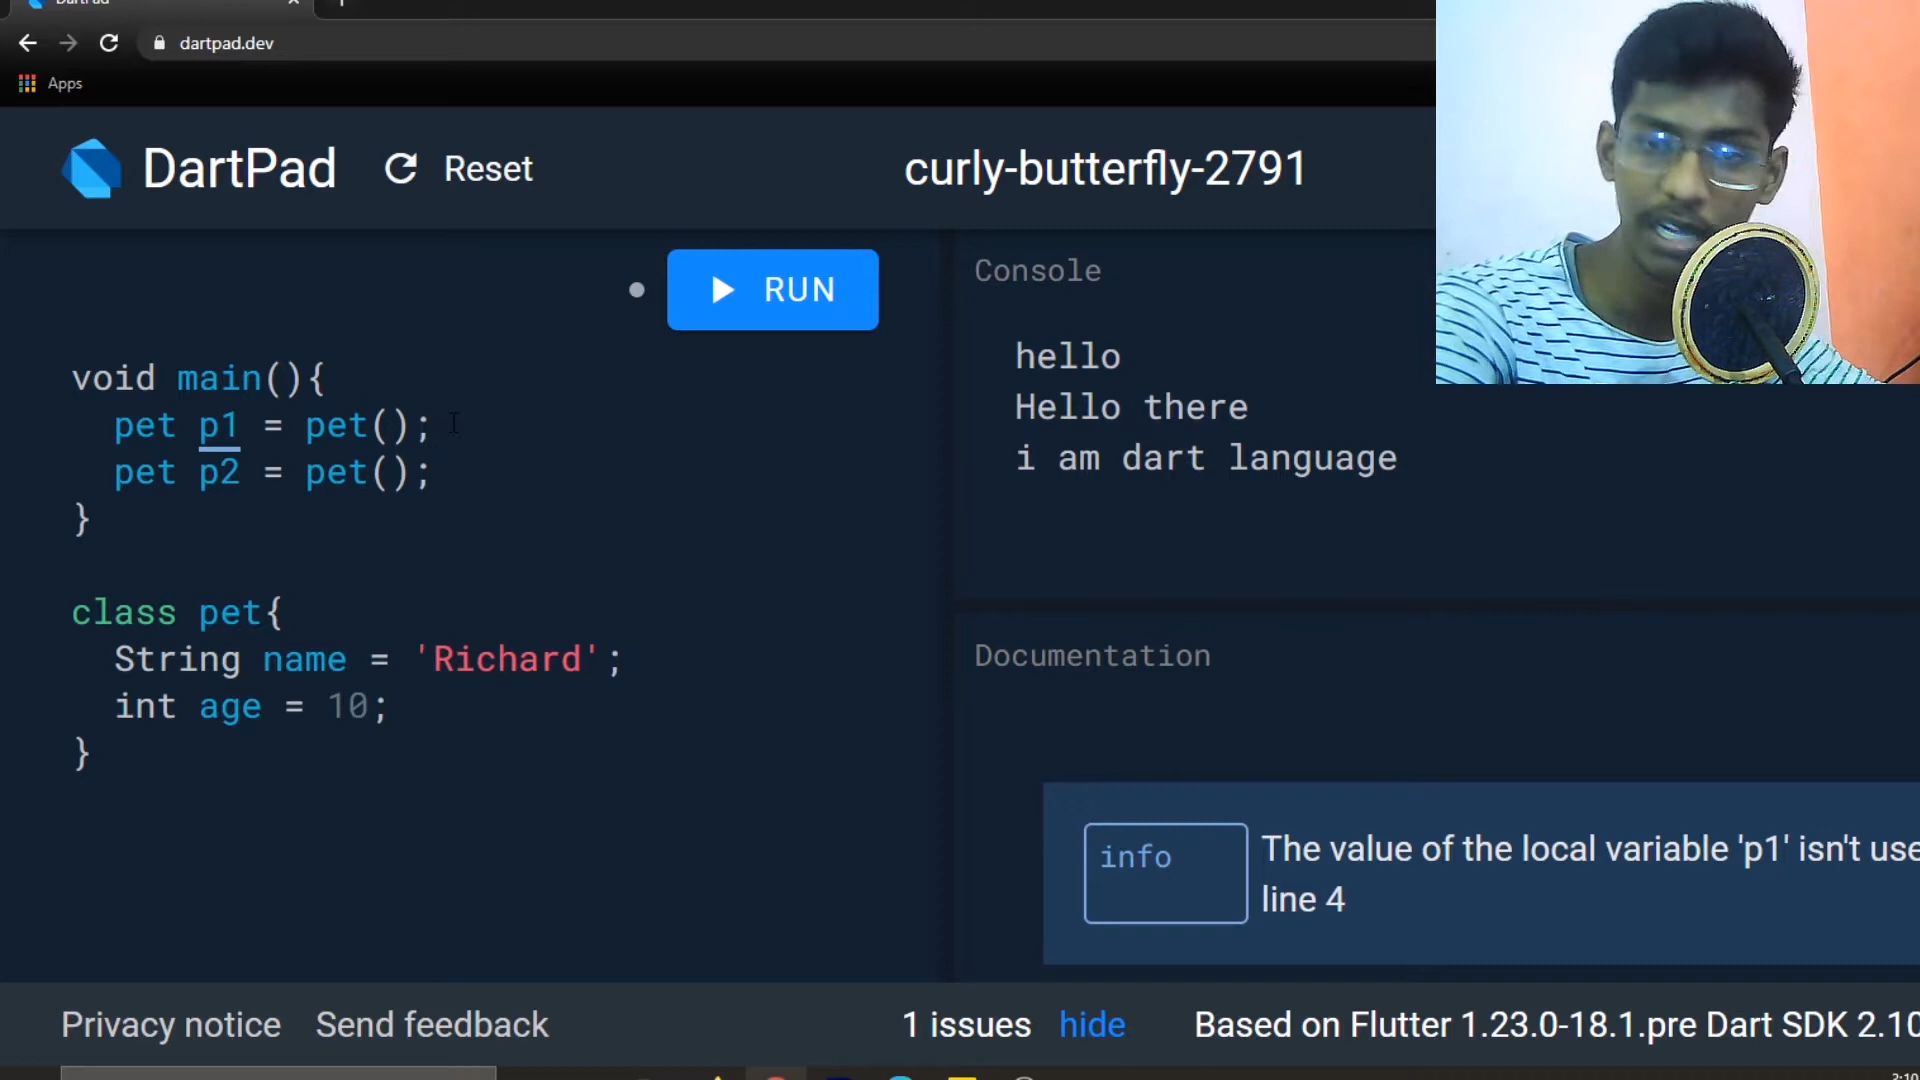 dartpad.dev
Apps
DartPad
Reset
curly-butterfly-2791
RUN
void main(){
pet p1 = pet();
pet p2 = pet();
}
class pet{
String name = 'Richard';
int age = 10;
}
Console
hello
Hello there
i am dart language
Documentation
info
The value of the local variable 'p1' isn't use
line 4
Privacy notice
Send feedback
1 issues
hide
Based on Flutter 1.23.0-18.1.pre Dart SDK 2.10